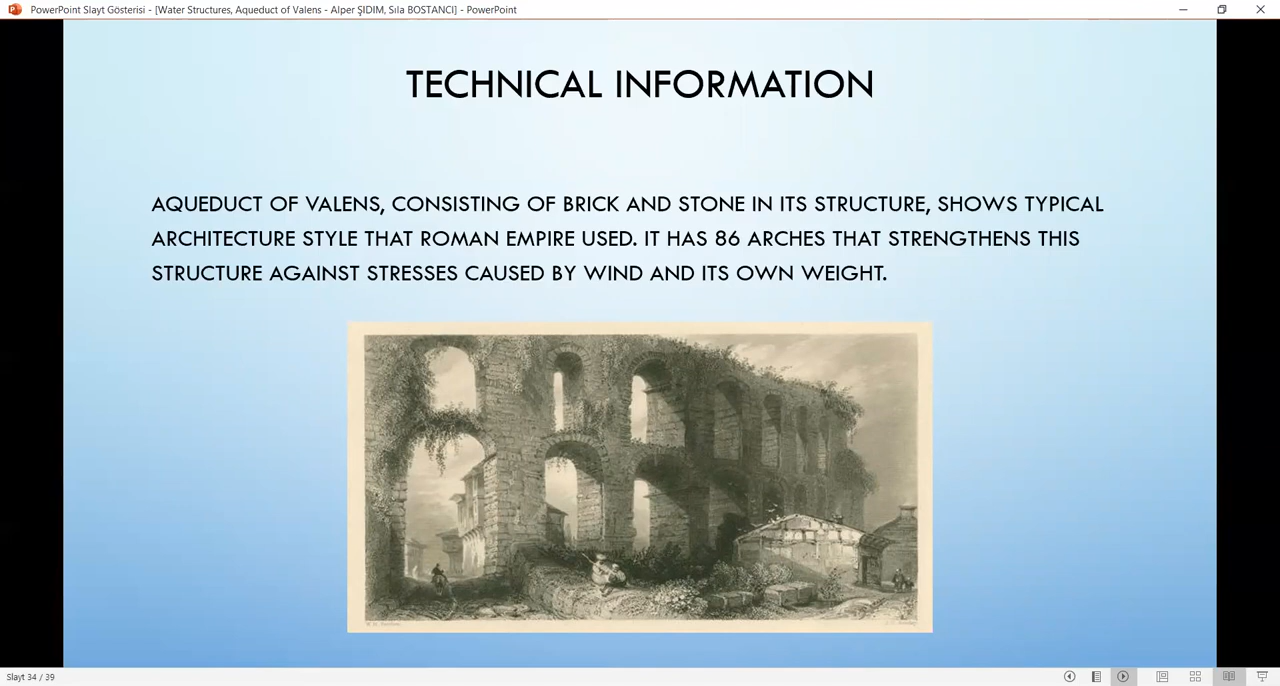 PowerPoint Slayt Gösterisi - [Water Structures, Aqueduct of Valens - Alper ŞIDIM, Sıla BOSTANCI] - PowerPoint
TECHNICAL INFORMATION
AQUEDUCT OF VALENS, CONSISTING OF BRICK AND STONE IN ITS STRUCTURE, SHOWS TYPICAL
ARCHITECTURE STYLE THAT ROMAN EMPIRE USED. IT HAS 86 ARCHES THAT STRENGTHENS THIS
STRUCTURE AGAINST STRESSES CAUSED BY WIND AND ITS OWN WEIGHT.
Slayt 34 / 39